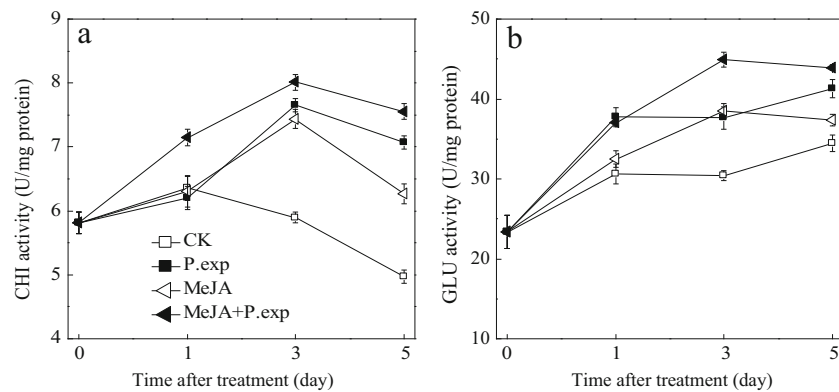 a
CHI activity (U/mg protein)
9
8
7
6
5
4
CK
P.exp
MeJA
MeJA+P.exp
0
1
3
5
Time after treatment (day)
b
GLU activity (U/mg protein)
50
40
30
20
10
0
1
3
5
Time after treatment (day)